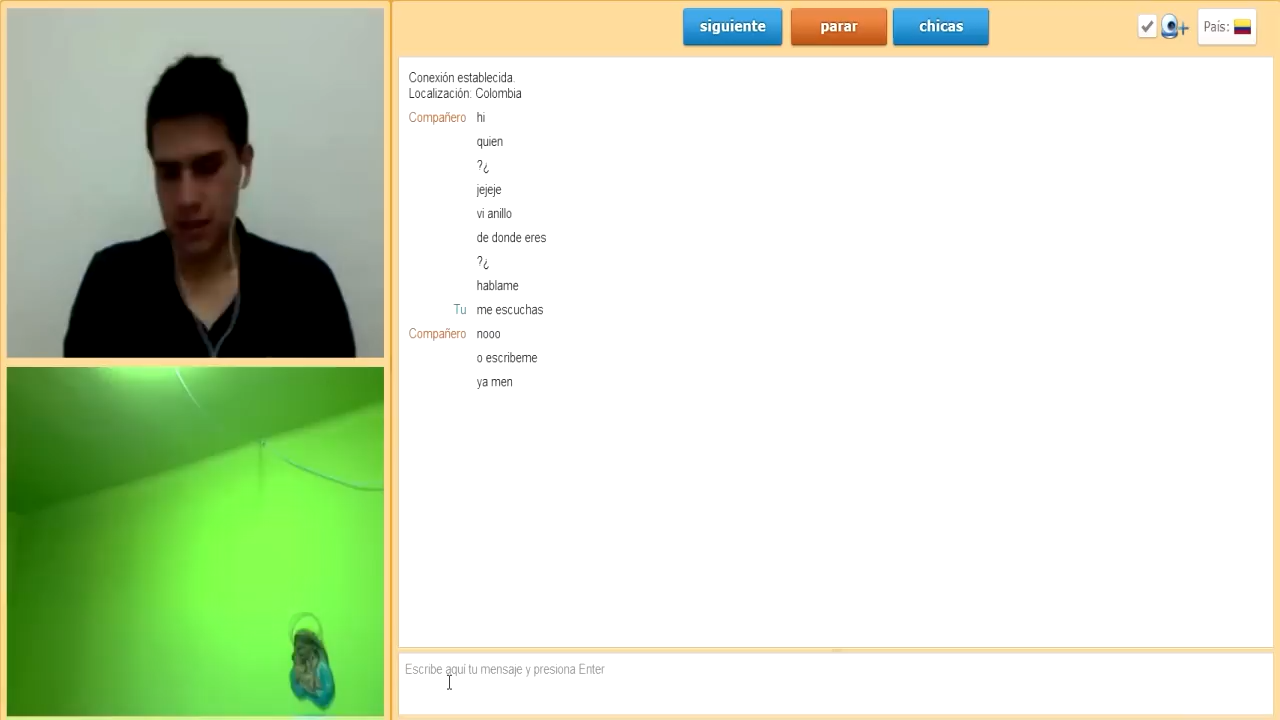 siguiente parar chicas País:
Conexión establecida.
Localización: Colombia
Compañero hi
quien
?¿
jejeje
vi anillo
de donde eres
?¿
hablame
Tu me escuchas
Compañero nooo
o escribeme
ya men
Escribe aquí tu mensaje y presiona Enter